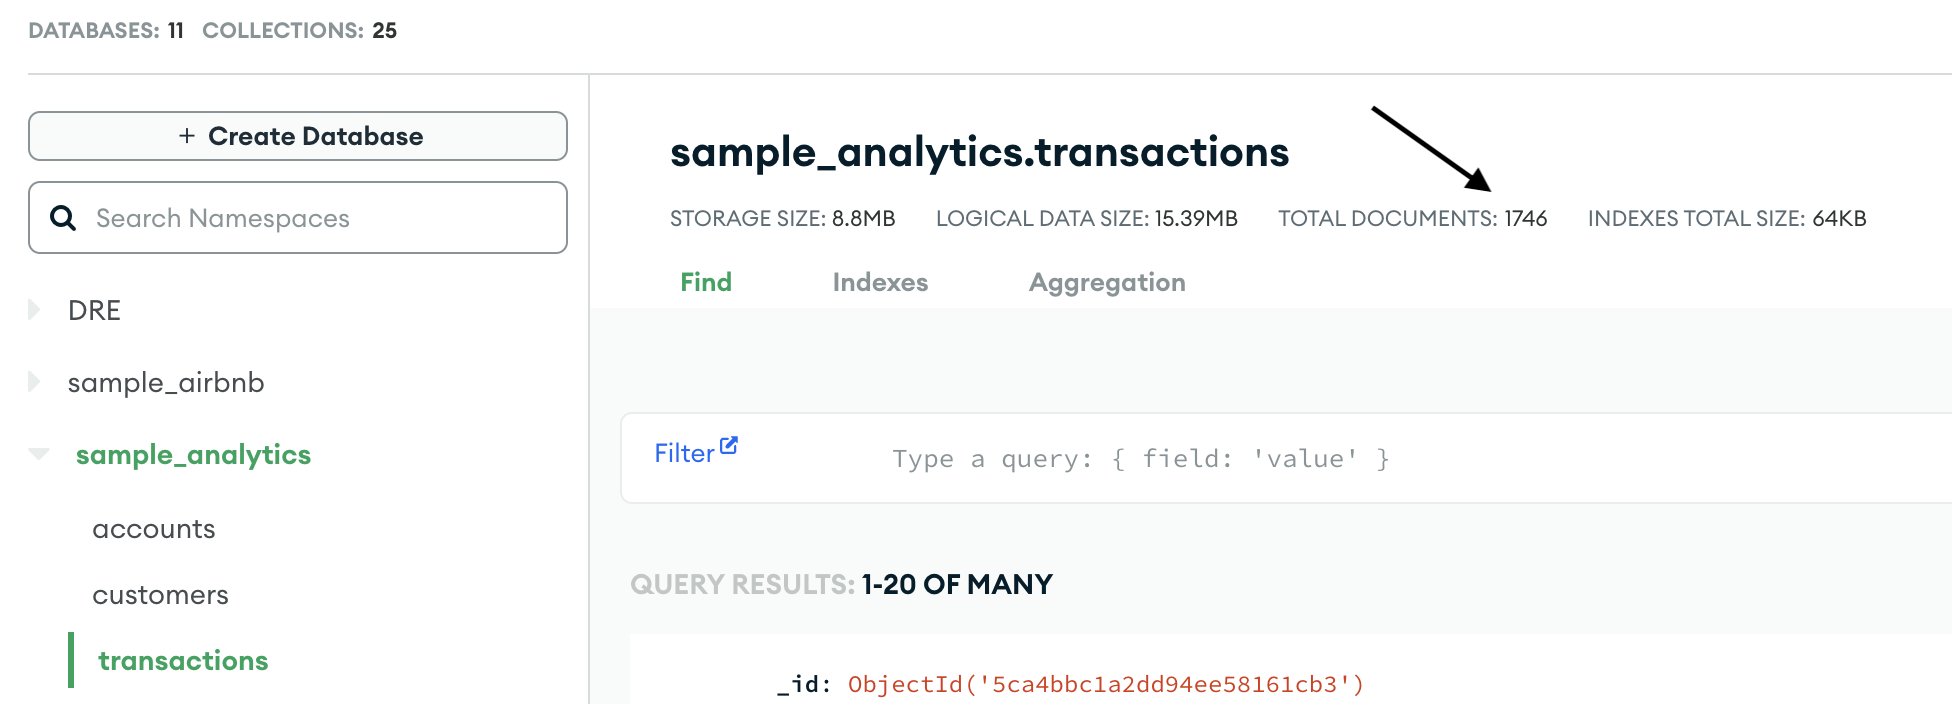 DATABASES: 11 COLLECTIONS: 25
+ Create Database
Search Namespaces
DRE
sample_airbnb
sample_analytics
accounts
customers
transactions
sample_analytics.transactions
STORAGE SIZE: 8.8MB LOGICAL DATA SIZE: 15.39MB TOTAL DOCUMENTS: 1746 INDEXES TOTAL SIZE: 64KB
Find Indexes Aggregation
Filter Type a query: { field: 'value' }
QUERY RESULTS: 1-20 OF MANY
_id: ObjectId('5ca4bbc1a2dd94ee58161cb3')